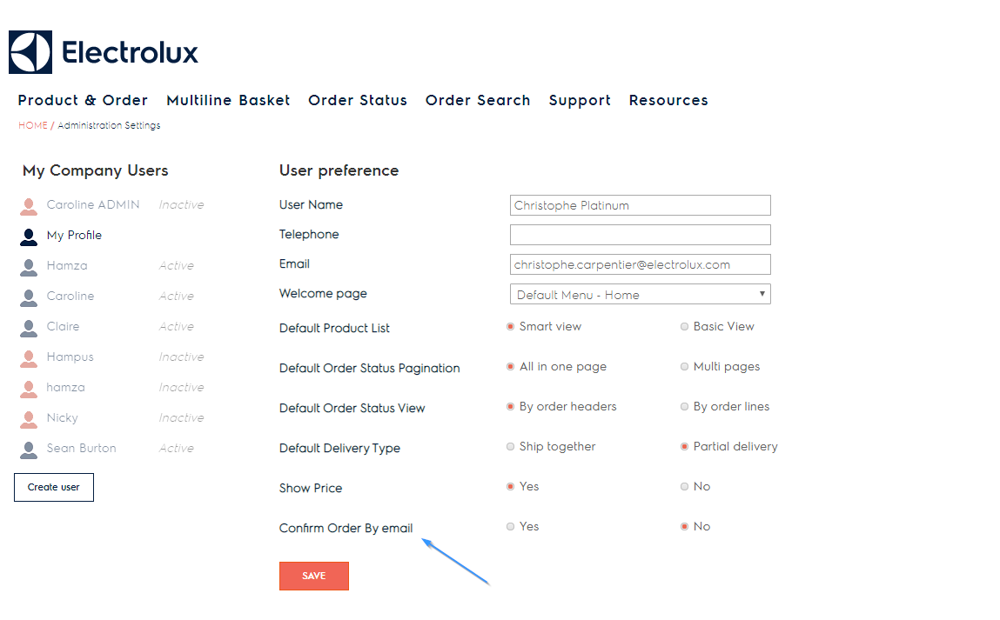 Electrolux
Product & Order Multiline Basket Order Status Order Search Support Resources
HOME / Administration Settings
My Company Users
Caroline ADMIN Inactive
My Profile
Hamza Active
Caroline Active
Claire Active
Hampus Inactive
hamza Inactive
Nicky Inactive
Sean Burton Active
Create user
User preference
User Name Christophe Platinum
Telephone
Email christophe.carpentier@electrolux.com
Welcome page Default Menu - Home
Default Product List Smart view Basic View
Default Order Status Pagination All in one page Multi pages
Default Order Status View By order headers By order lines
Default Delivery Type Ship together Partial delivery
Show Price Yes No
Confirm Order By email Yes No
SAVE